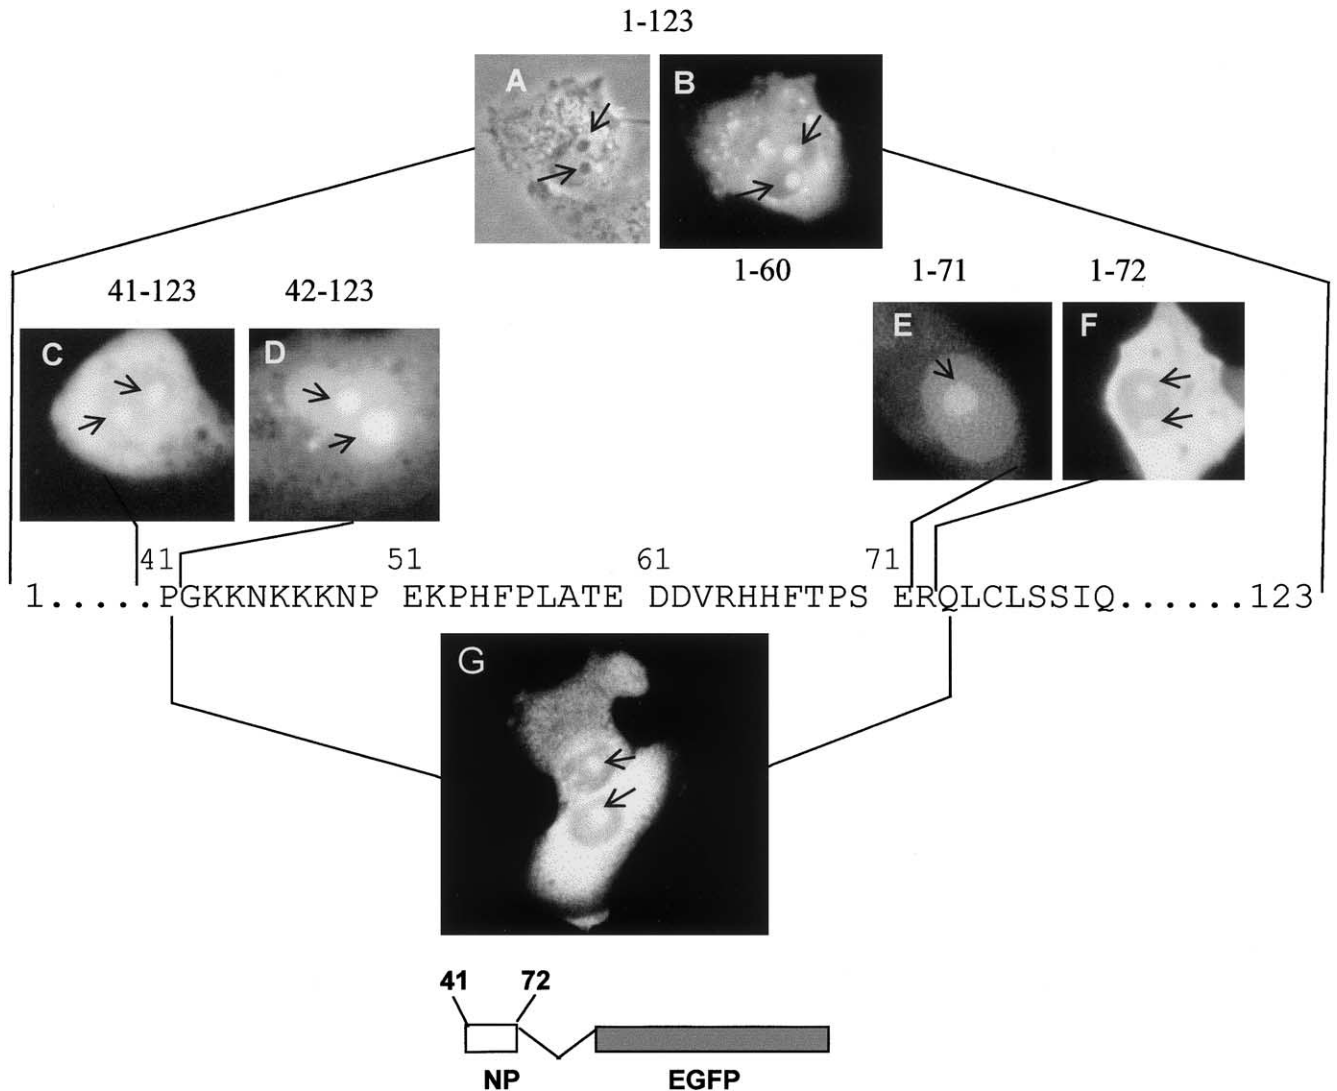 1-123
A B
1-60 1-71 1-72
41-123 42-123
E F
C D
41 51 61 71
1.....PGKKNKKKNP EKPHFPLATE DDVRHHFTPS ERQLCLSSIQ......123
G
41 72
NP EGFP